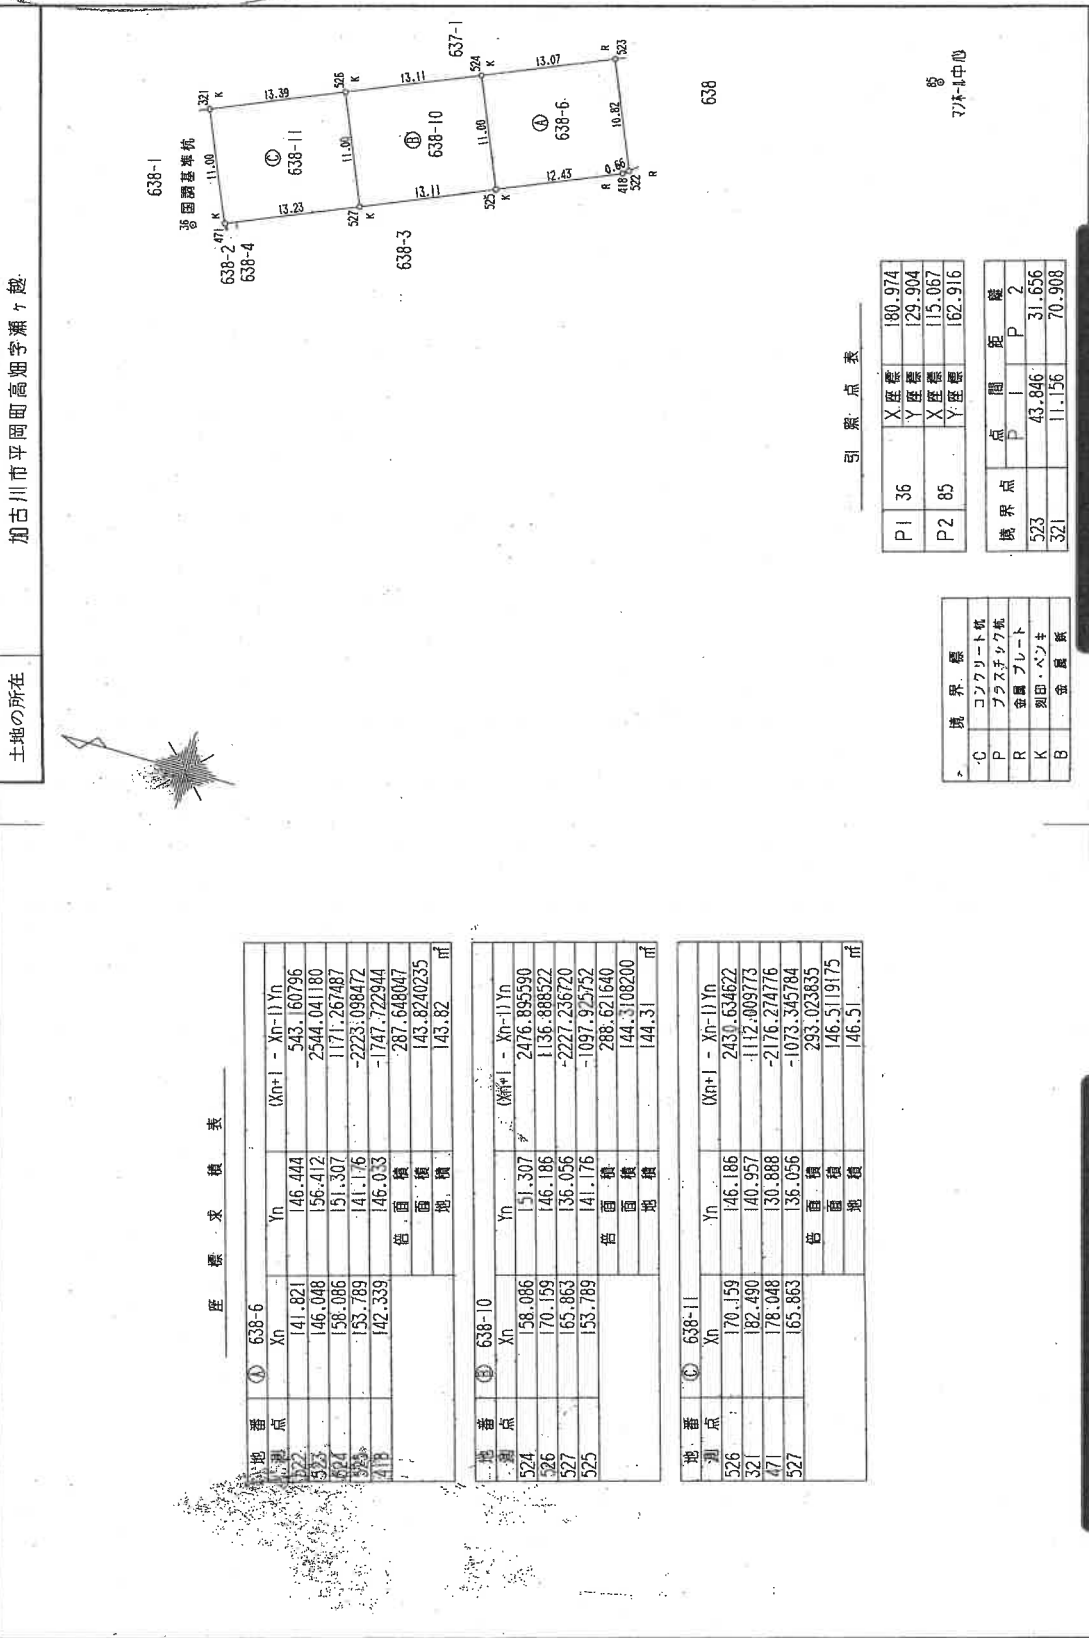 土地の所在
加古川市平岡町高畑字瀬ヶ越
座標求積表
地番 Ⓐ 638-6
測点 Xn Yn (Xn+1 - Xn-1)Yn
522 141.821 146.444 543.160796
523 146.048 156.412 2544.041180
524 158.086 151.307 1171.267487
525 153.789 141.176 -2223.098472
418 142.339 146.033 -1747.722944
倍面積 287.648047
面積 143.8240235
地積 143.82 ㎡
地番 Ⓑ 638-10
測点 Xn Yn (Xn+1 - Xn-1)Yn
524 158.086 151.307 2476.895590
526 170.159 146.186 1136.888522
527 165.863 136.056 -2227.236720
525 153.789 141.176 -1097.925752
倍面積 288.621640
面積 144.3108200
地積 144.31 ㎡
地番 Ⓒ 638-11
測点 Xn Yn (Xn+1 - Xn-1)Yn
526 170.159 146.186 2430.634622
321 182.490 140.957 1112.009773
471 178.048 130.888 -2176.274776
527 165.863 136.056 -1073.345784
倍面積 293.023835
面積 146.5119175
地積 146.51 ㎡
638-1
36 国調基準杭
321 K
11.00
471 K
638-2
638-4
13.39
Ⓒ
638-11
13.23
526 K
11.00
527 K
637-1
13.11
Ⓑ
638-10
13.11
638-3
524 K
11.00
525 K
13.07
Ⓐ
638-6
12.43
R
523
10.82
0.66
R
418
522
R
638
85
マンホール中心
境界標
C コンクリート杭
P プラスチック杭
R 金属プレート
K 刻印・ペンキ
B 金属鋲
引照点表
P1 36 X座標 180.974
Y座標 129.904
P2 85 X座標 115.067
Y座標 162.916
境界点 点間距離
P1 P2
523 43.846 31.656
321 11.156 70.908